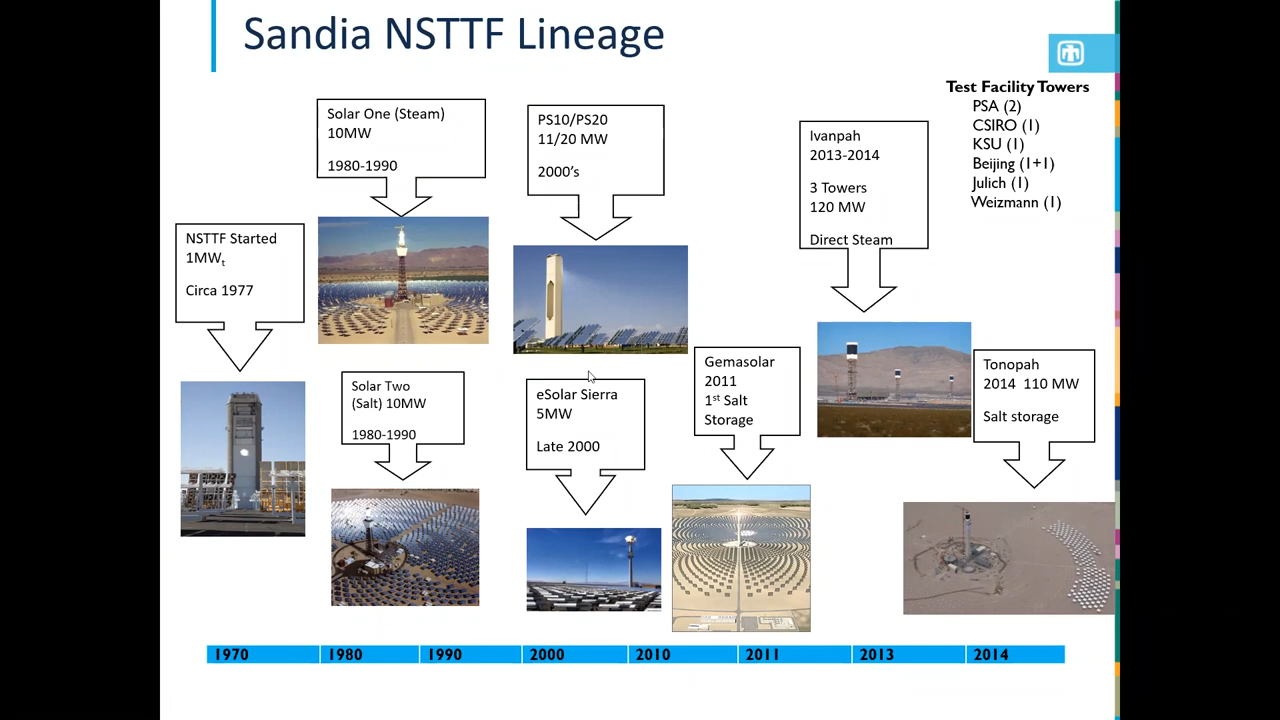 Sandia NSTTF Lineage
Test Facility Towers
PSA (2)
CSIRO (1)
KSU (1)
Beijing (1+1)
Julich (1)
Weizmann (1)
NSTTF Started
1MWt
Circa 1977
Solar One (Steam)
10MW
1980-1990
Solar Two
(Salt) 10MW
1980-1990
PS10/PS20
11/20 MW
2000's
eSolar Sierra
5MW
Late 2000
Gemasolar
2011
1st Salt
Storage
Ivanpah
2013-2014
3 Towers
120 MW
Direct Steam
Tonopah
2014 110 MW
Salt storage
1970 1980 1990 2000 2010 2011 2013 2014